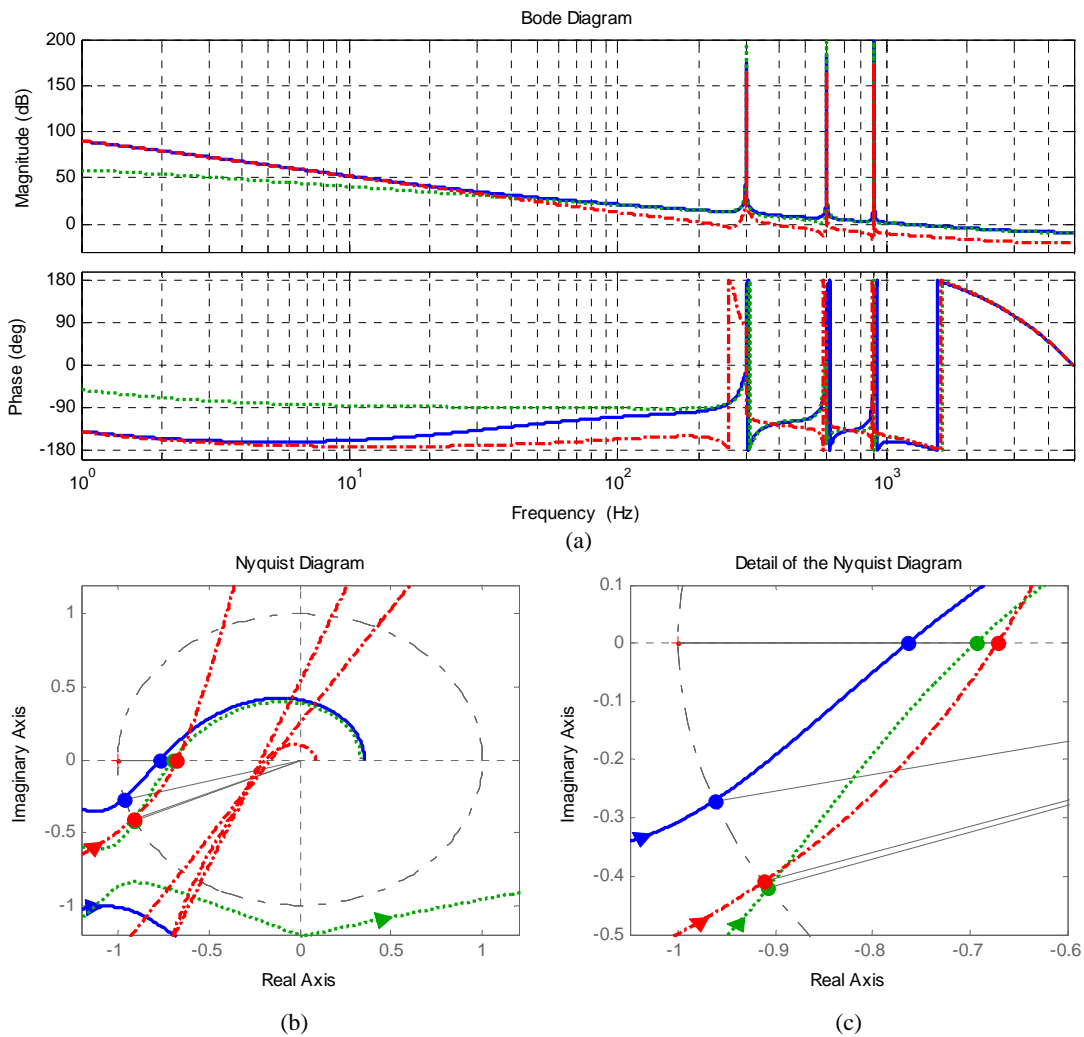 Bode Diagram
Magnitude (dB)
200
150
100
50
0
Phase (deg)
180
90
0
-90
-180
10^0
10^1
10^2
10^3
Frequency (Hz)
(a)
Nyquist Diagram
Imaginary Axis
1
0.5
0
-0.5
-1
-1
-0.5
0
0.5
1
Real Axis
(b)
Detail of the Nyquist Diagram
Imaginary Axis
0.1
0
-0.1
-0.2
-0.3
-0.4
-0.5
-1
-0.9
-0.8
-0.7
-0.6
Real Axis
(c)